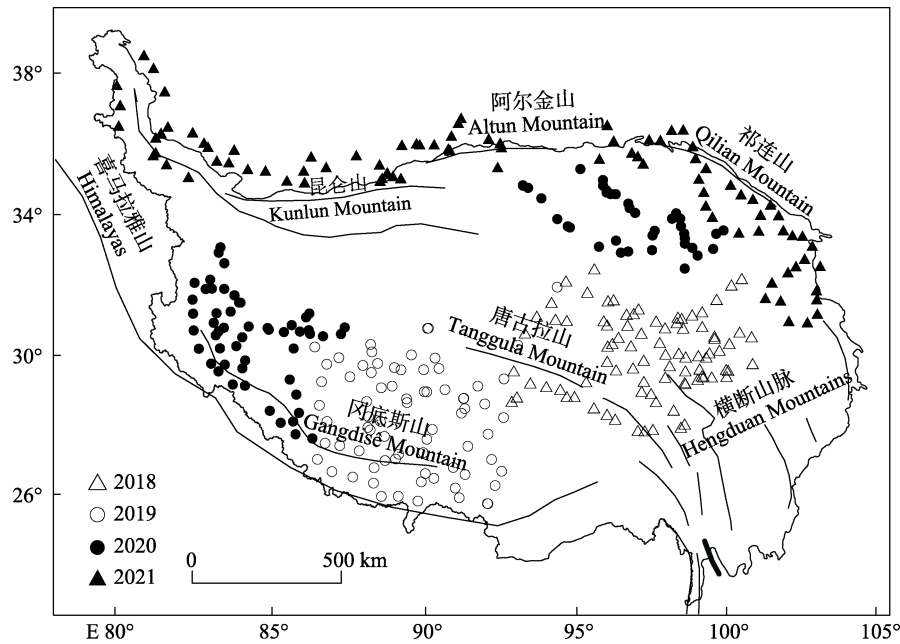 38°
34°
30°
26°
阿尔金山
Altun Mountain
祁连山
Qilian Mountain
喜马拉雅山
Himalayas
昆仑山
Kunlun Mountain
唐古拉山
Tanggula Mountain
横断山脉
Hengduan Mountains
冈底斯山
Gangdise Mountain
2018
2019
2020
2021
0 500 km
E 80° 85° 90° 95° 100° 105°